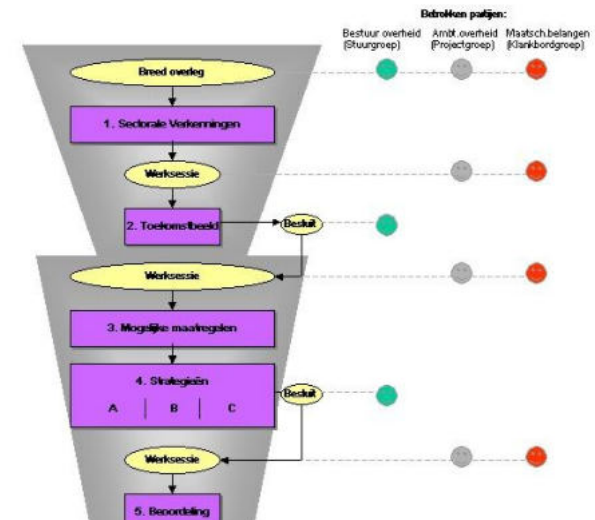 Betrokken partijen:
Bestuur overheid Ambt.overheid Maatsch.belangen
(Stuurgroep) (Projectgroep) (Klankbordgroep)
Breed overleg
1. Sectorale Verkenningen
Werksessie
2. Toekomstbeeld
Besluit
Werksessie
3. Mogelijke maatregelen
4. Strategieën
A B C
Besluit
Werksessie
5. Beoordeling